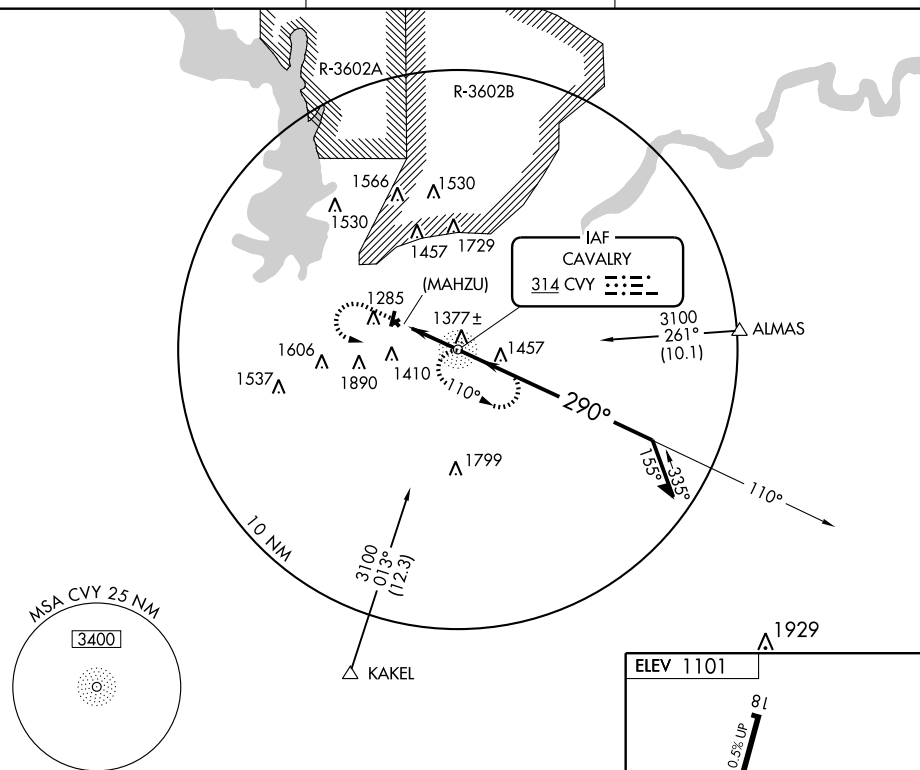 R-3602A
R-3602B
1566
1530
1530
1457
1729
IAF
CAVALRY
314 CVY
(MAHZU)
1285
1377±
3100
261°
(10.1)
ALMAS
1606
1457
1537
1890
1410
110°
290°
1799
155°
335°
110°
10 NM
3100
013°
(12.3)
MSA CVY 25 NM
3400
KAKEL
1929
ELEV 1101
18
0.5% UP